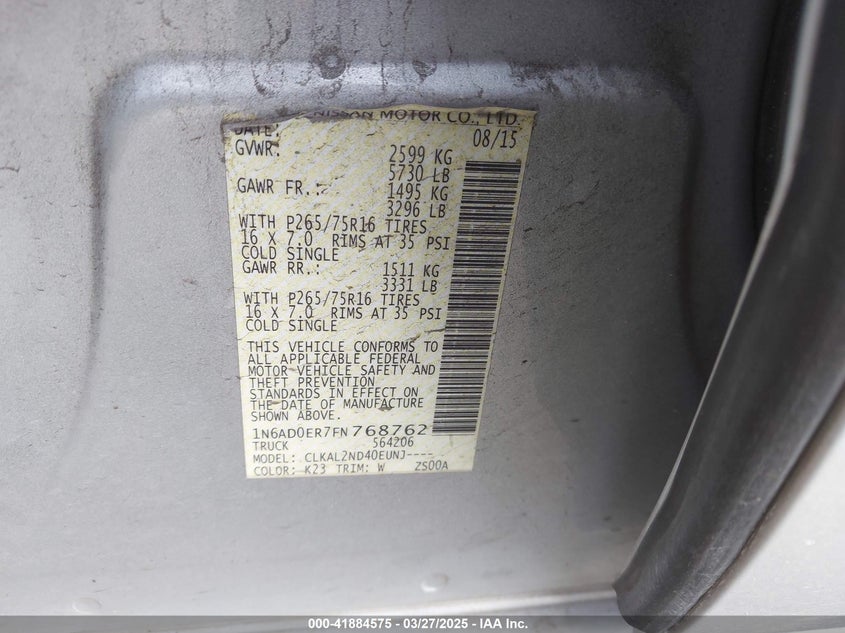 NISSAN MOTOR CO., LTD.
DATE: 08/15
GVWR: 2599 KG
5730 LB
GAWR FR.: 1495 KG
3296 LB
WITH P265/75R16 TIRES
16 X 7.0 RIMS AT 35 PSI
COLD SINGLE
GAWR RR.: 1511 KG
3331 LB
WITH P265/75R16 TIRES
16 X 7.0 RIMS AT 35 PSI
COLD SINGLE
THIS VEHICLE CONFORMS TO
ALL APPLICABLE FEDERAL
MOTOR VEHICLE SAFETY AND
THEFT PREVENTION
STANDARDS IN EFFECT ON
THE DATE OF MANUFACTURE
SHOWN ABOVE.
1N6AD0ER7FN768762
TRUCK 564206
MODEL: CLKAL2ND40EUNJ----
COLOR: K23 TRIM: W ZS00A
000-41884575 - 03/27/2025 - IAA Inc.